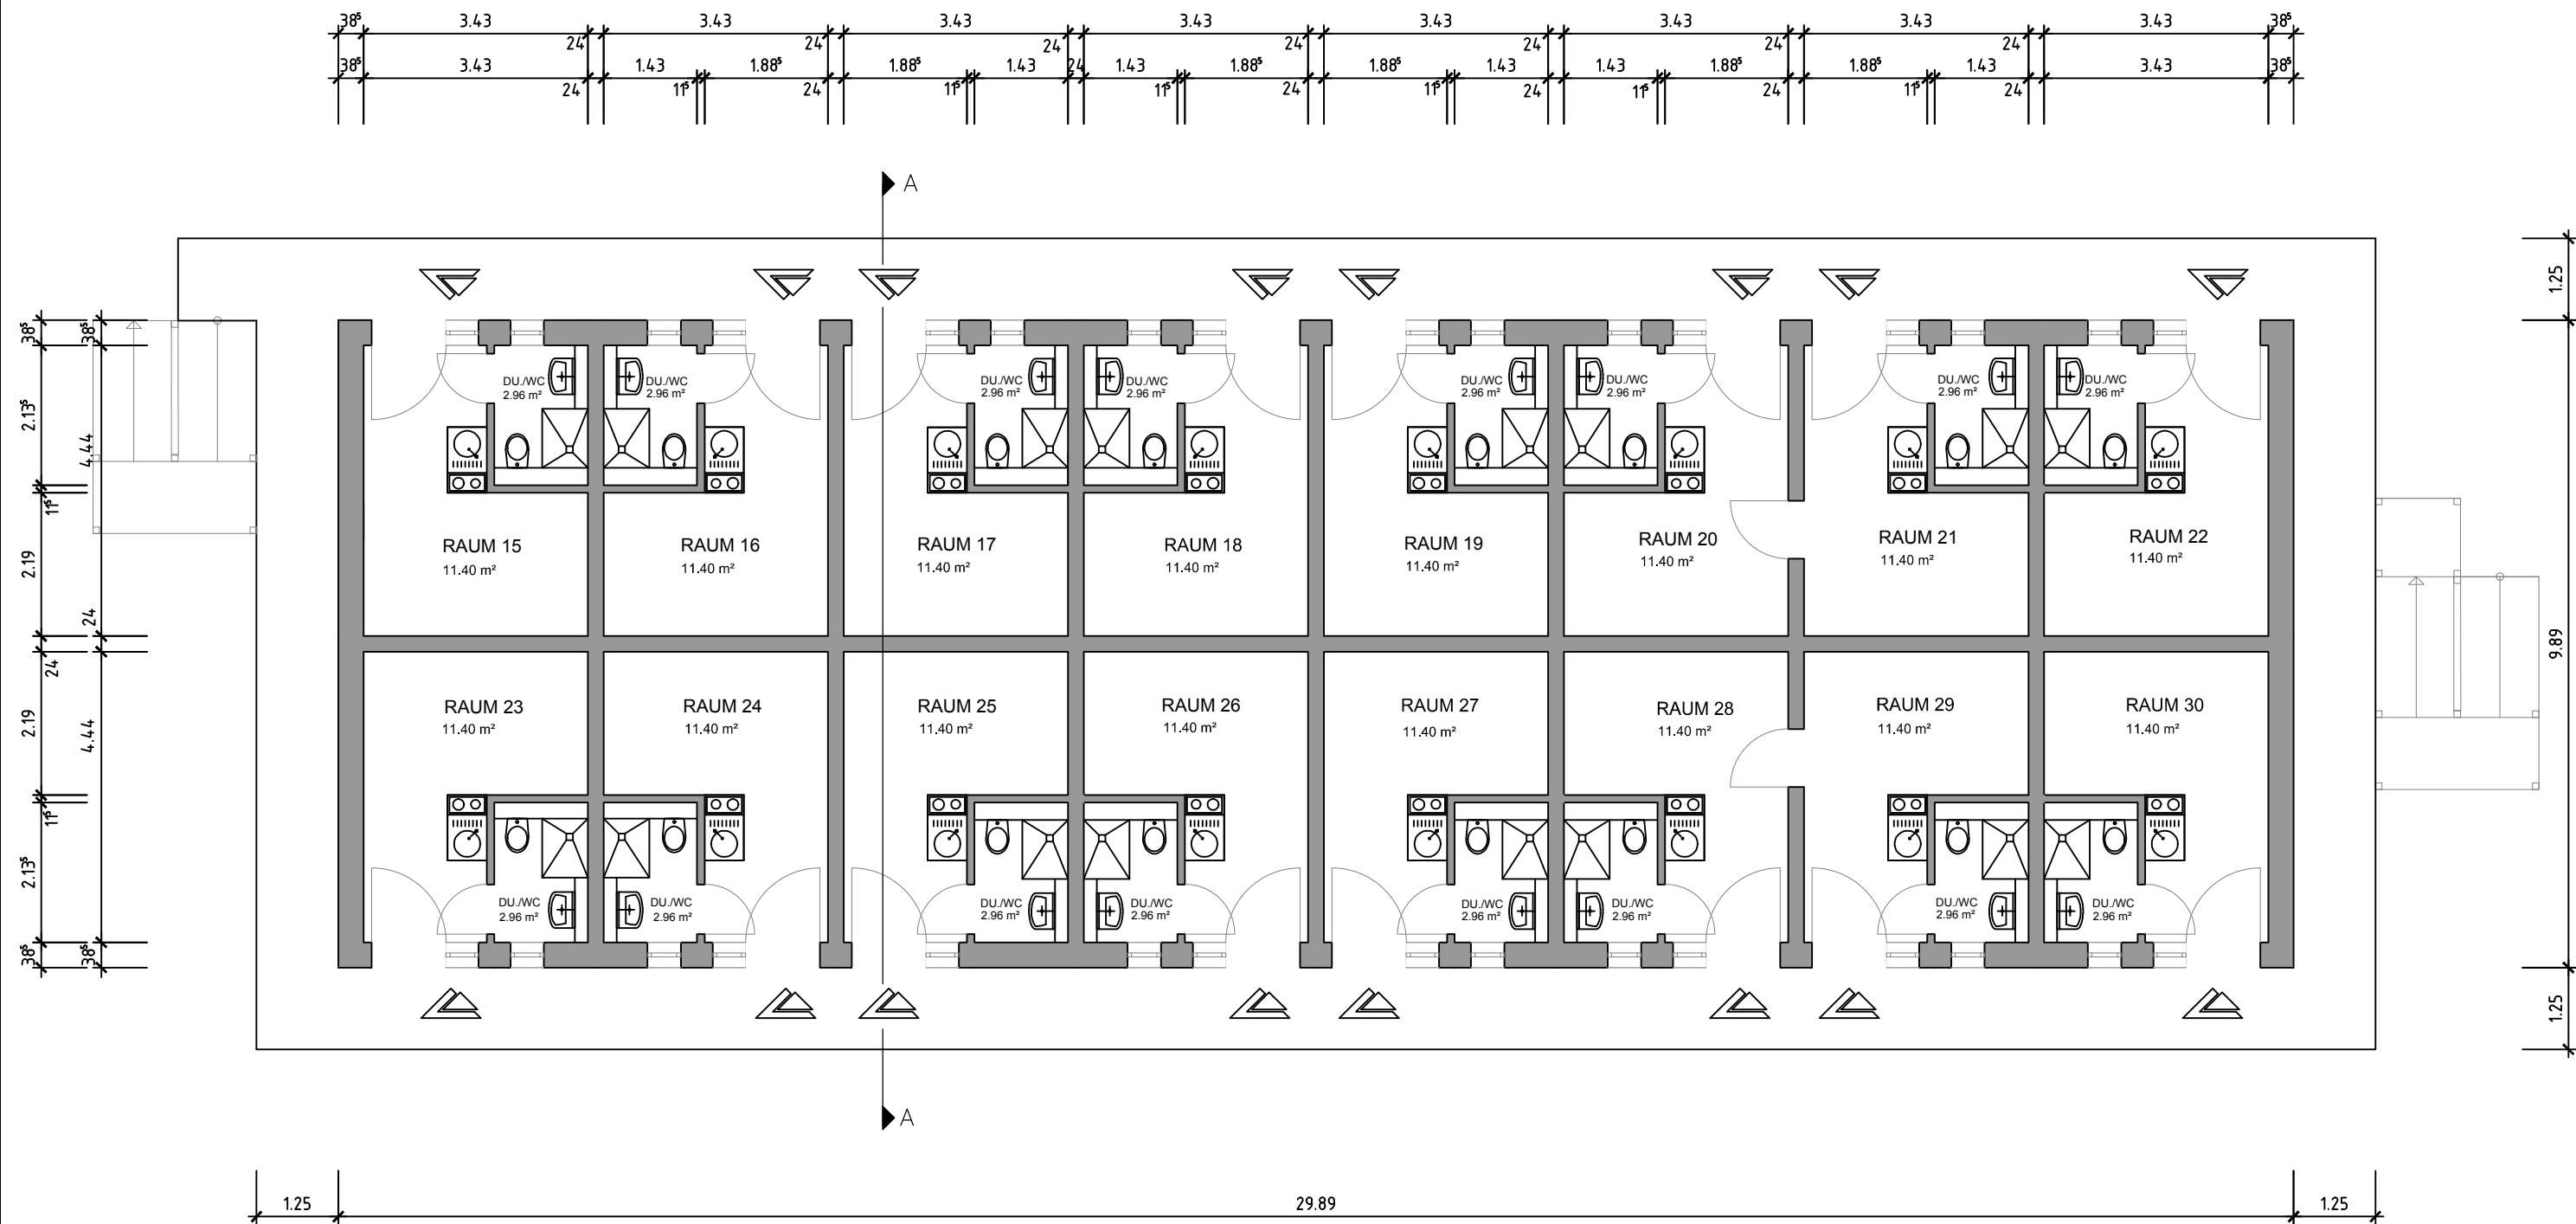 38⁵ 3.43 3.43 3.43 3.43 3.43 3.43 3.43 3.43 38⁵
24 24 24 24 24 24 24
38⁵ 3.43 1.43 1.88⁵ 1.88⁵ 1.43 24 1.43 1.88⁵ 1.88⁵ 1.43 1.43 1.88⁵ 1.88⁵ 1.43 3.43 38⁵
24 11⁵ 24 11⁵ 11⁵ 24 11⁵ 24 11⁵ 24 11⁵ 24
A
1.25
38⁵ 38⁵
DU./WC DU./WC DU./WC DU./WC DU./WC DU./WC DU./WC DU./WC
2.96 m² 2.96 m² 2.96 m² 2.96 m² 2.96 m² 2.96 m² 2.96 m² 2.96 m²
2.13⁵
4.44
11⁵
RAUM 15 RAUM 16 RAUM 17 RAUM 18 RAUM 19 RAUM 20 RAUM 21 RAUM 22
11.40 m² 11.40 m² 11.40 m² 11.40 m² 11.40 m² 11.40 m² 11.40 m² 11.40 m²
2.19
24
9.89
24
RAUM 23 RAUM 24 RAUM 25 RAUM 26 RAUM 27 RAUM 28 RAUM 29 RAUM 30
11.40 m² 11.40 m² 11.40 m² 11.40 m² 11.40 m² 11.40 m² 11.40 m² 11.40 m²
2.19
4.44
11⁵
2.13⁵
DU./WC DU./WC DU./WC DU./WC DU./WC DU./WC DU./WC DU./WC
2.96 m² 2.96 m² 2.96 m² 2.96 m² 2.96 m² 2.96 m² 2.96 m² 2.96 m²
38⁵ 38⁵
1.25
A
1.25 29.89 1.25